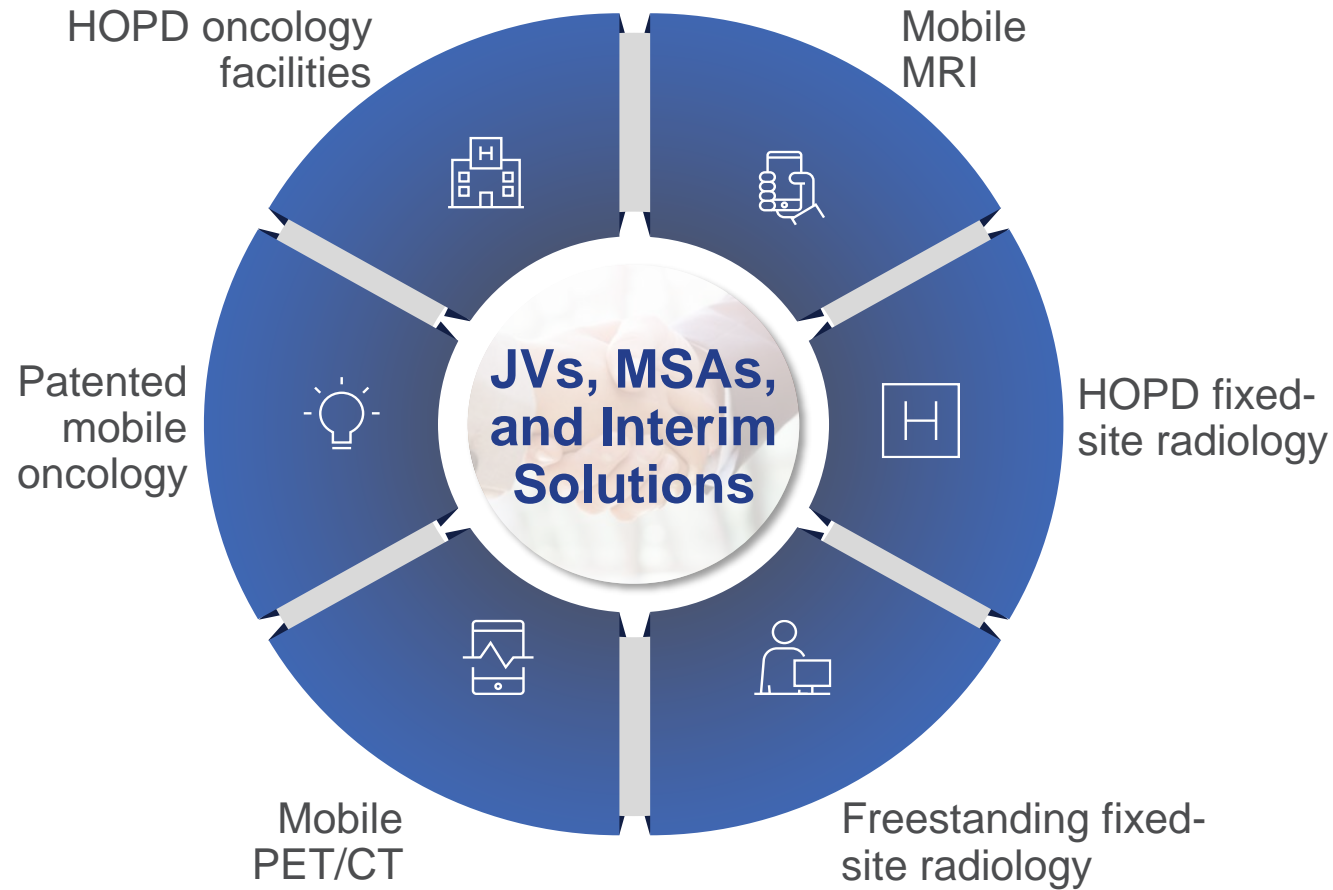 HOPD oncology
facilities
Mobile
MRI
HOPD fixed-
site radiology
Freestanding fixed-
site radiology
Mobile
PET/CT
Patented
mobile
oncology
JVs, MSAs,
and Interim
Solutions
H
H